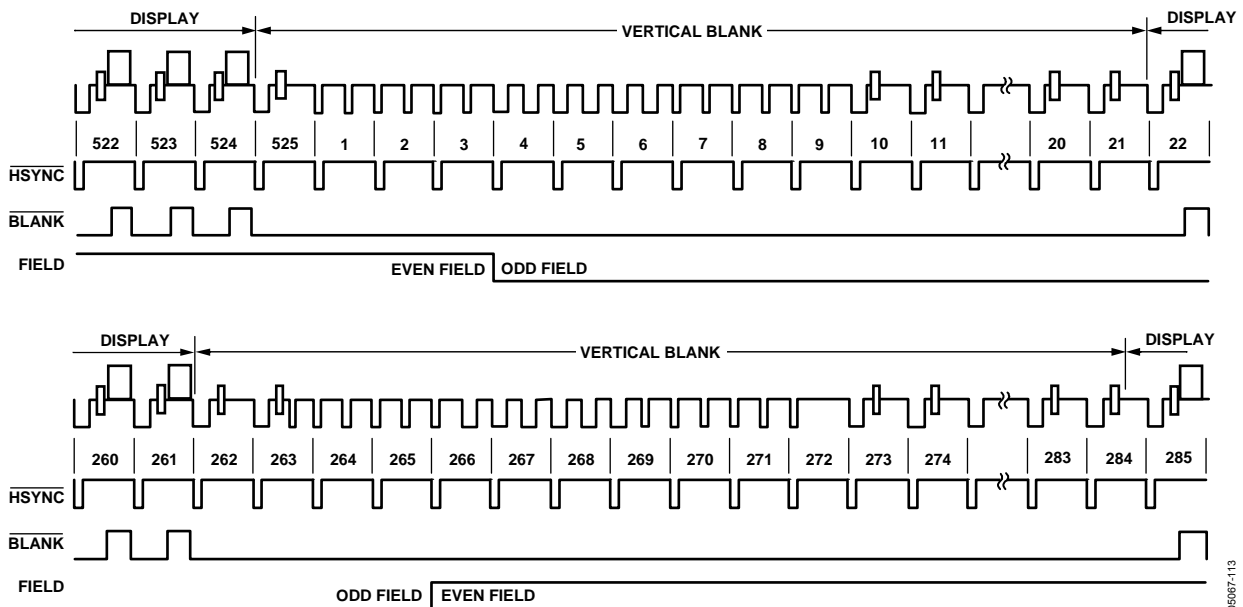 DISPLAY VERTICAL BLANK DISPLAY
522 523 524 525 1 2 3 4 5 6 7 8 9 10 11 20 21 22
HSYNC
BLANK
FIELD
EVEN FIELD ODD FIELD
DISPLAY VERTICAL BLANK DISPLAY
260 261 262 263 264 265 266 267 268 269 270 271 272 273 274 283 284 285
HSYNC
BLANK
FIELD
ODD FIELD EVEN FIELD
05067-113